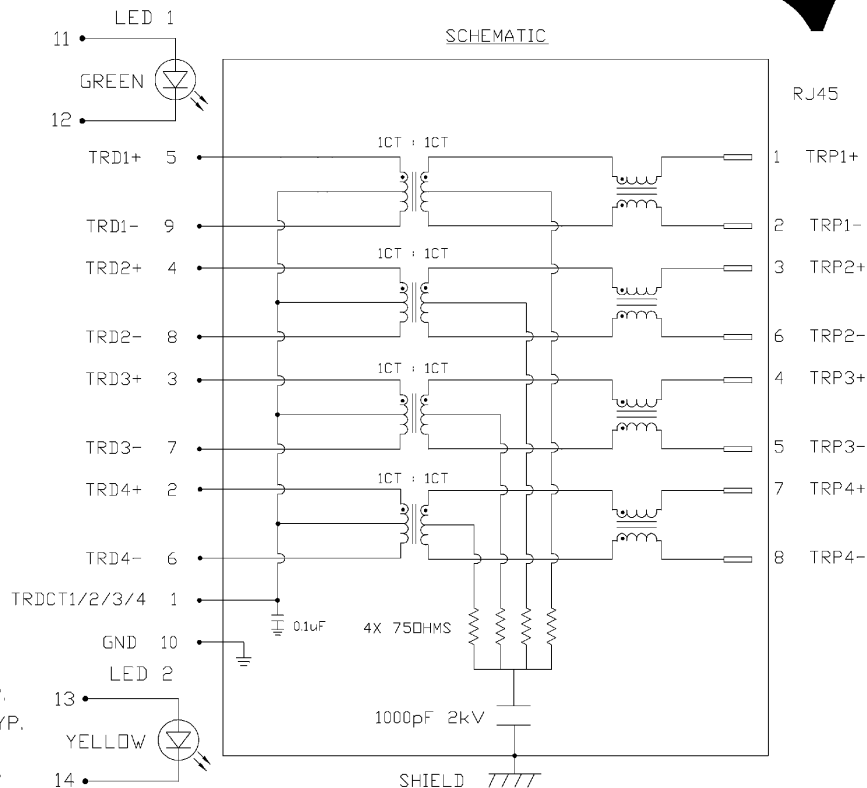 LED 1
11
SCHEMATIC
GREEN
RJ45
12
1CT : 1CT
TRD1+ 5
1 TRP1+
TRD1- 9
2 TRP1-
1CT : 1CT
TRD2+ 4
3 TRP2+
TRD2- 8
6 TRP2-
1CT : 1CT
TRD3+ 3
4 TRP3+
TRD3- 7
5 TRP3-
1CT : 1CT
TRD4+ 2
7 TRP4+
TRD4- 6
8 TRP4-
TRDCT1/2/3/4 1
0.1uF
4X 75OHMS
GND 10
LED 2
13
YP.
1000pF 2kV
YELLOW
14
SHIELD